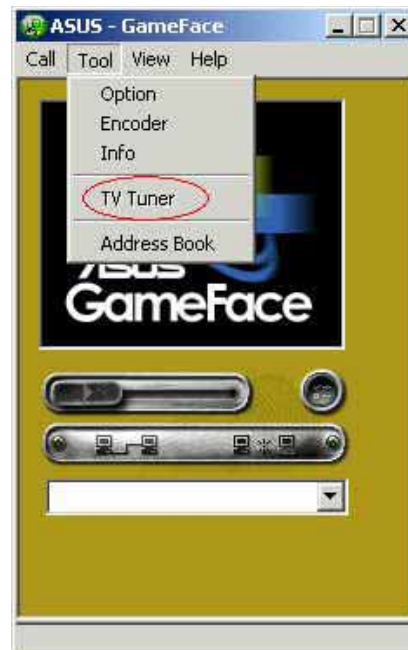 ASUS - GameFace
Call Tool View Help
Option
Encoder
Info
TV Tuner
Address Book
ASUS
GameFace